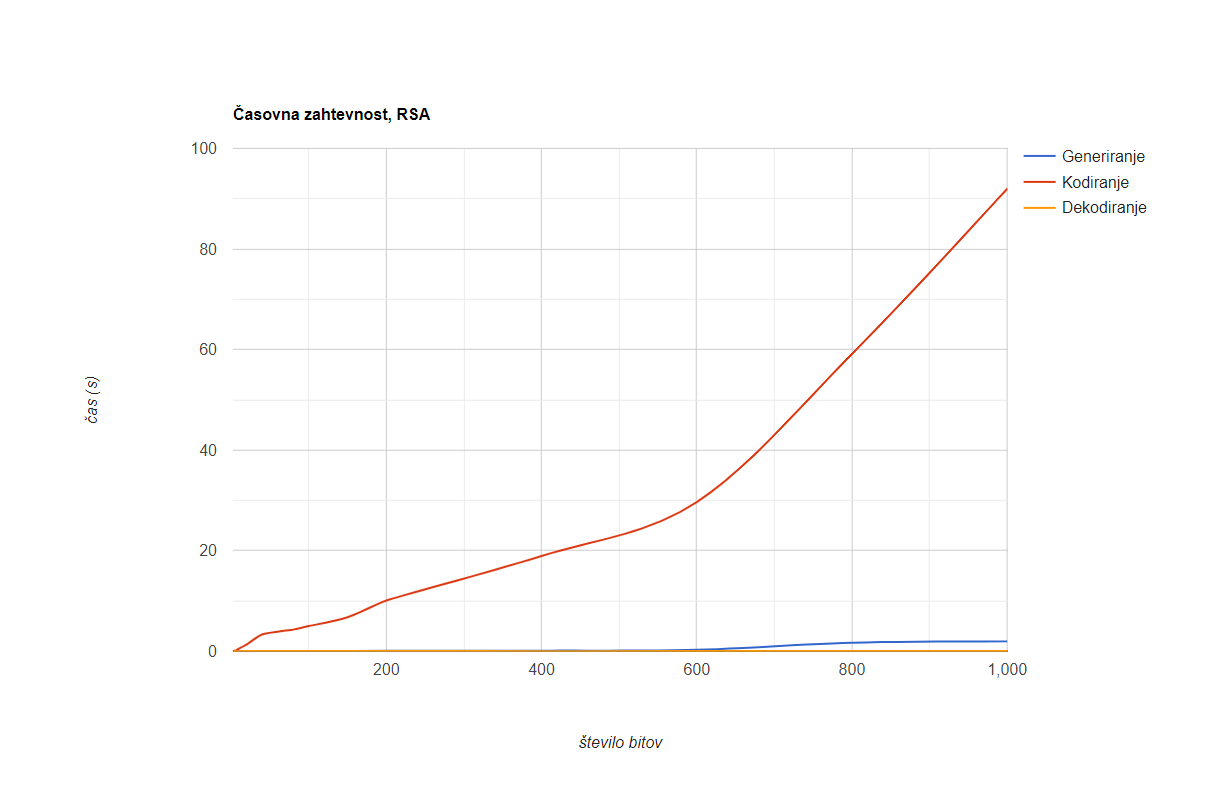 Časovna zahtevnost, RSA
100
80
60
40
20
0
200
400
600
800
1,000
čas (s)
število bitov
Generiranje
Kodiranje
Dekodiranje